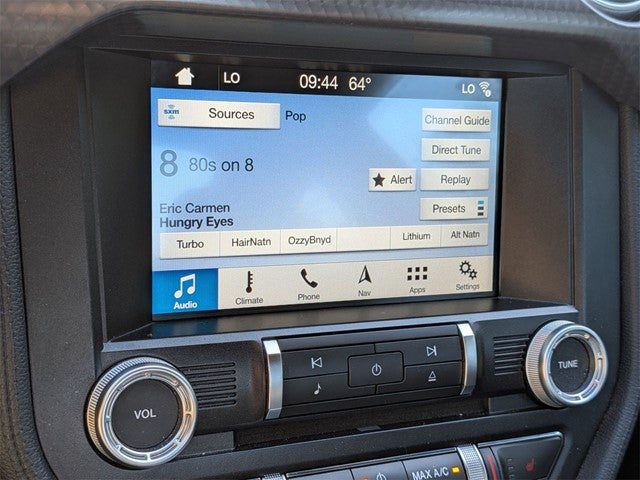 LO 09:44 64° LO
sxm Sources Pop Channel Guide
Direct Tune
8 80s on 8
Alert Replay
Presets
Eric Carmen
Hungry Eyes
Turbo HairNatn OzzyBnyd Lithium Alt Natn
Audio Climate Phone Nav Apps Settings
VOL
TUNE
MAX A/C